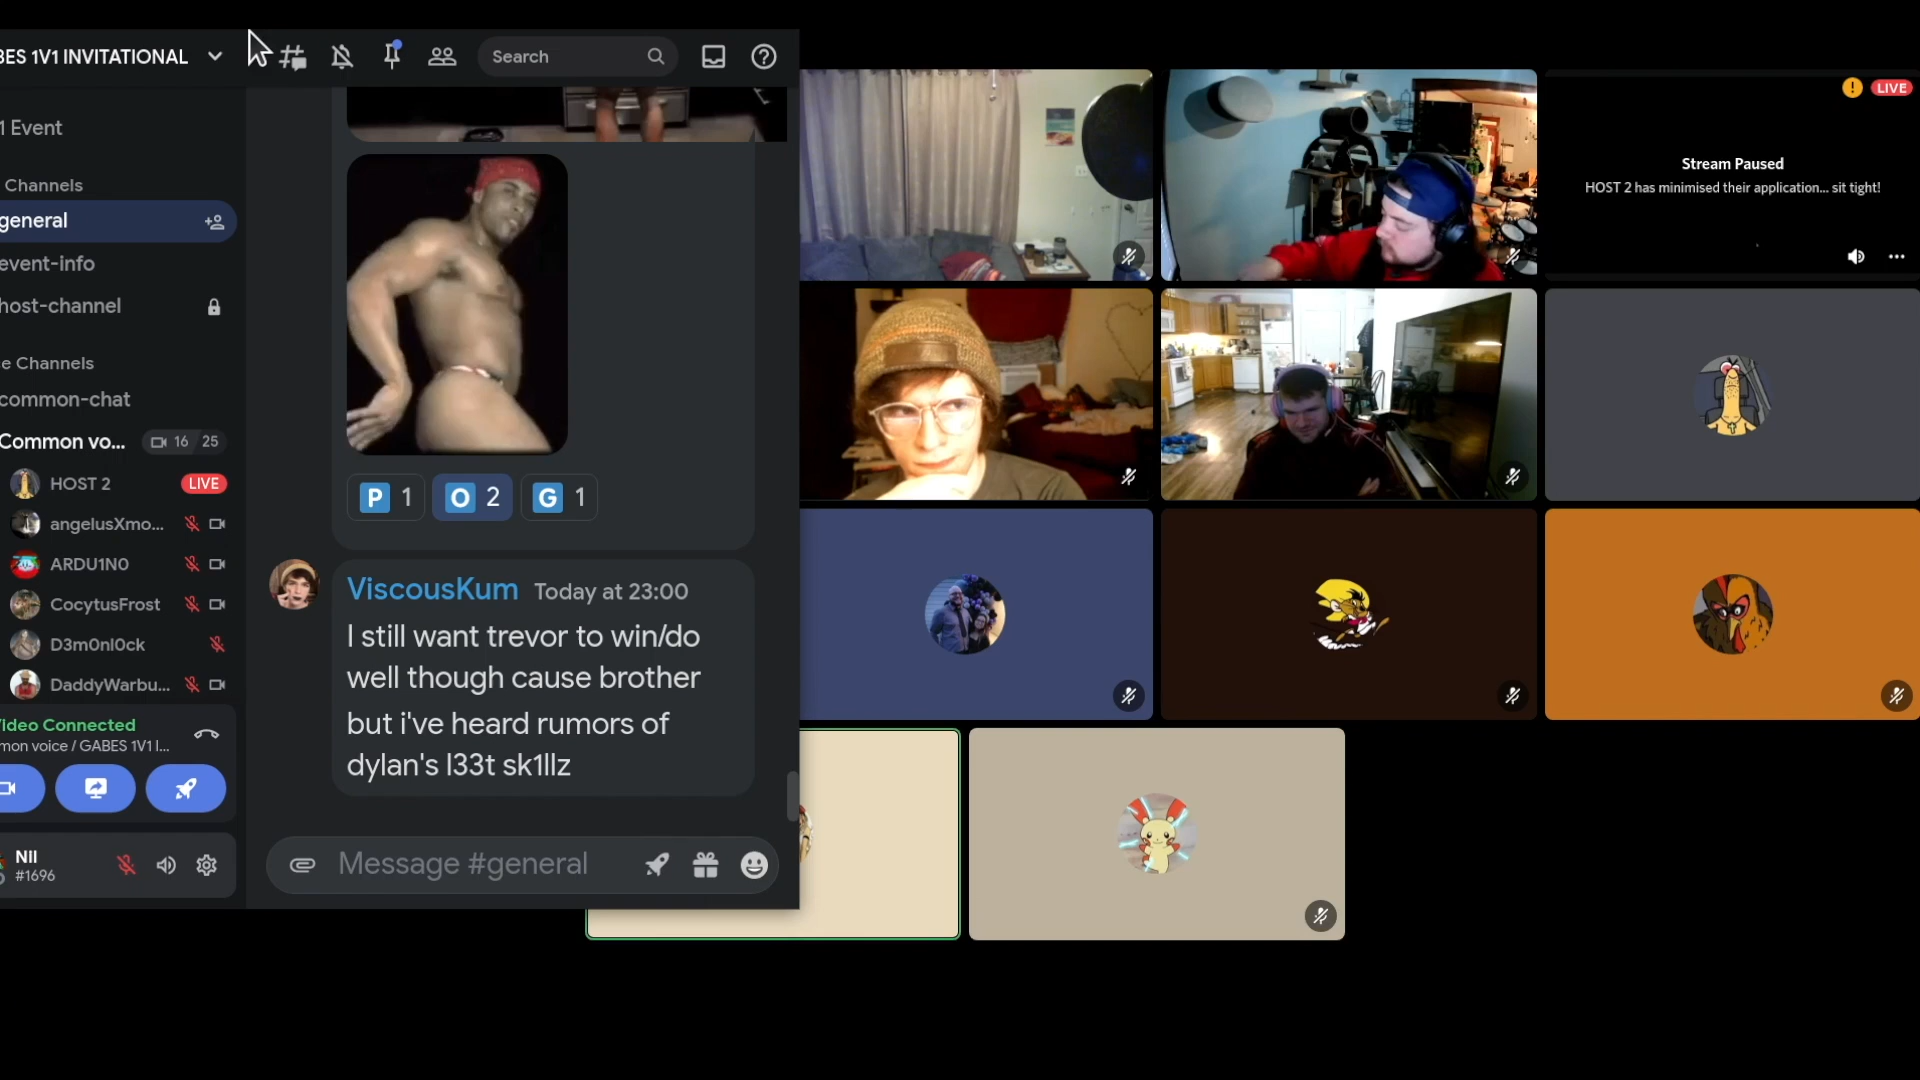 BES 1V1 INVITATIONAL
Search
1 Event
Channels
general
event-info
host-channel
e Channels
common-chat
Common vo... 16 25
HOST 2 LIVE
angelusXmo...
ARDU1N0
CocytusFrost
D3m0nl0ck
DaddyWarbu...
Video Connected
mon voice / GABES 1V1 I...
NII
#1696
P 1 O 2 G 1
ViscousKum Today at 23:00
I still want trevor to win/do
well though cause brother
but i've heard rumors of
dylan's l33t sk1llz
Message #general
LIVE
Stream Paused
HOST 2 has minimised their application... sit tight!